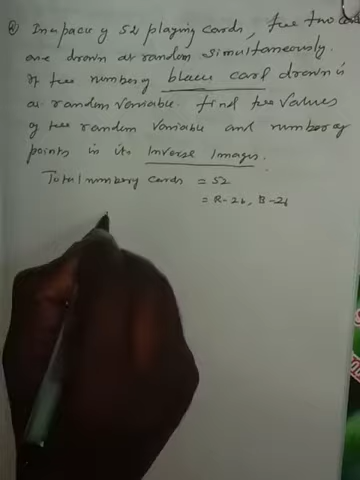 In a pack of 52 playing cards, the two cards
are drawn at random simultaneously.
If the number of black card drawn is
as random variable. Find the values
of the random variable and number of
points in its Inverse Images.
Total number of cards = 52
= R-26, B-26